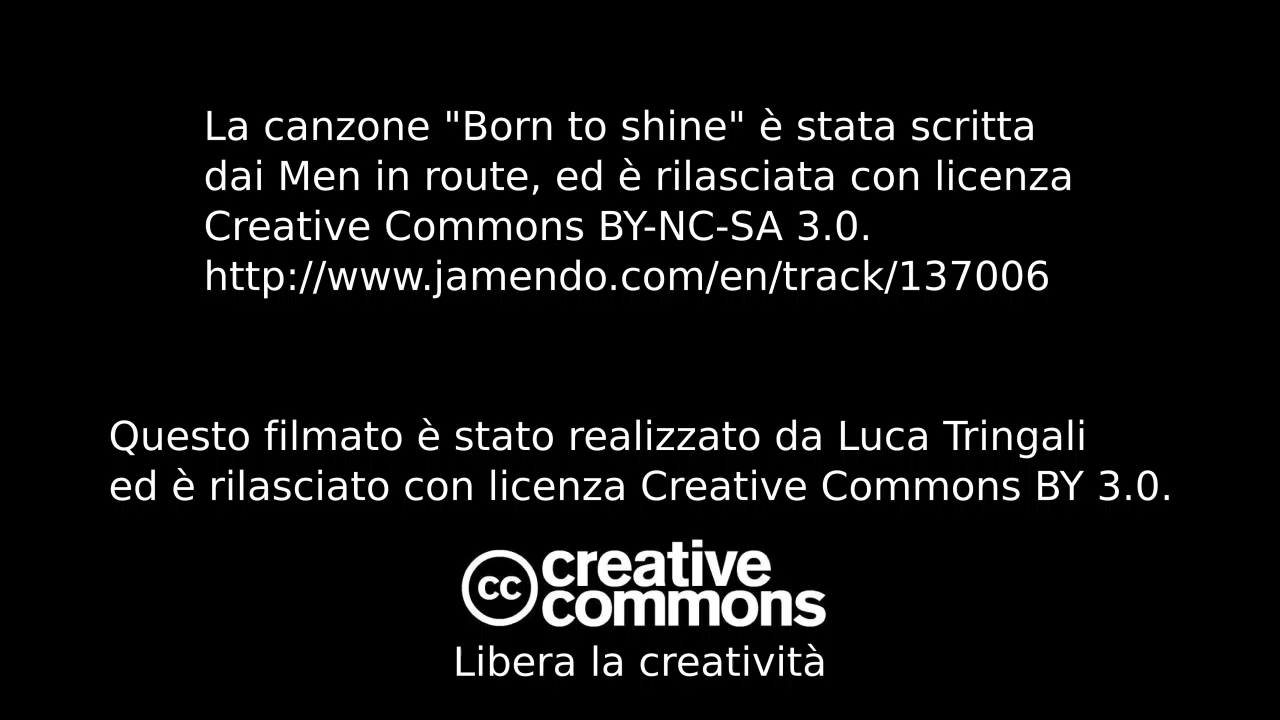 La canzone "Born to shine" è stata scritta
dai Men in route, ed è rilasciata con licenza
Creative Commons BY-NC-SA 3.0.
http://www.jamendo.com/en/track/137006
Questo filmato è stato realizzato da Luca Tringali
ed è rilasciato con licenza Creative Commons BY 3.0.
cc creative
commons
Libera la creatività